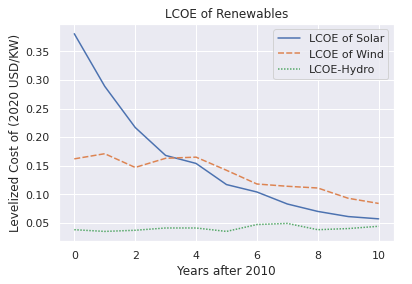 LCOE of Renewables
LCOE of Solar
LCOE of Wind
LCOE-Hydro
Levelized Cost of (2020 USD/KW)
0.35
0.30
0.25
0.20
0.15
0.10
0.05
0 2 4 6 8 10
Years after 2010